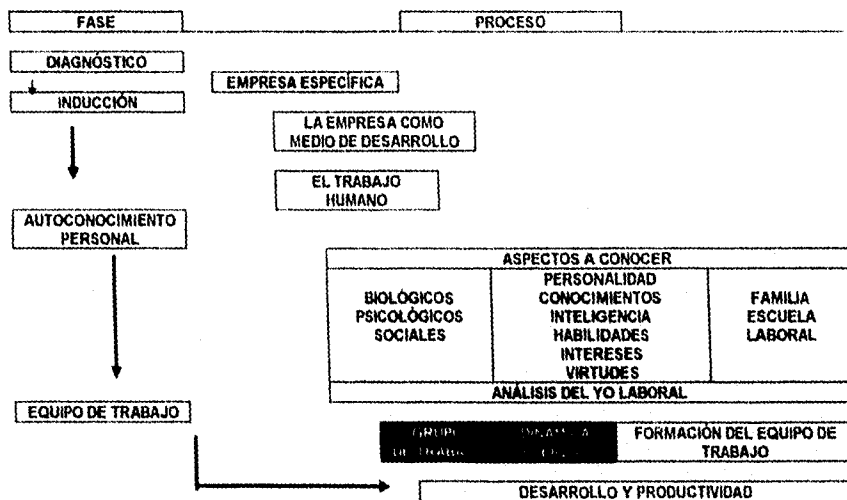 FASE
PROCESO
DIAGNÓSTICO
EMPRESA ESPECÍFICA
INDUCCIÓN
LA EMPRESA COMO
MEDIO DE DESARROLLO
EL TRABAJO
HUMANO
AUTOCONOCIMIENTO
PERSONAL
ASPECTOS A CONOCER
BIOLÓGICOS
PSICOLÓGICOS
SOCIALES
PERSONALIDAD
CONOCIMIENTOS
INTELIGENCIA
HABILIDADES
INTERESES
VIRTUDES
FAMILIA
ESCUELA
LABORAL
ANÁLISIS DEL YO LABORAL
EQUIPO DE TRABAJO
FORMACIÓN DEL EQUIPO DE
TRABAJO
DESARROLLO Y PRODUCTIVIDAD